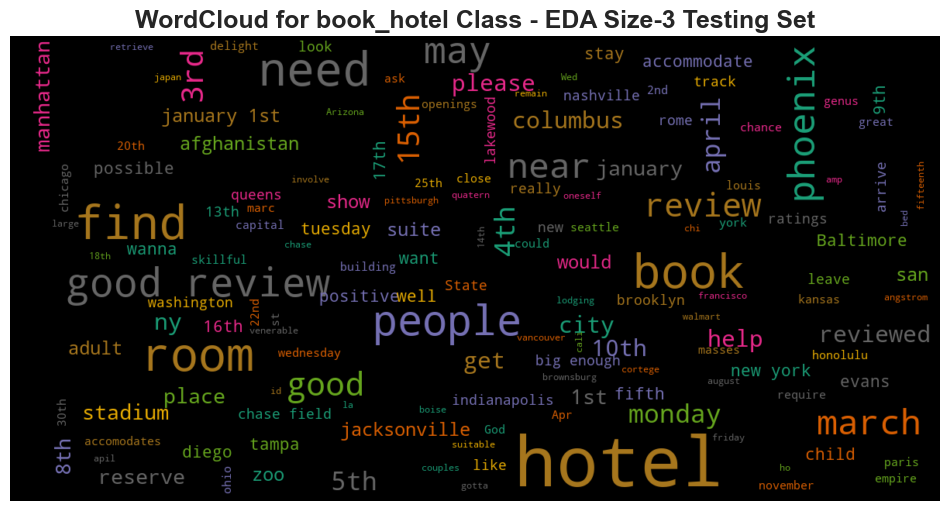 WordCloud for book_hotel Class - EDA Size-3 Testing Set
retrieve
delight
look
may
stay
accommodate
manhattan
3rd
need
japan
ask
please
remain
Wed
track
phoenix
nashville
2nd
genus
9th
january 1st
Arizona
15th
openings
lakewood
columbus
rome
april
chance
great
20th
afghanistan
17th
near
january
possible
chicago
involve
25th
close
really
louis
arrive
fifteenth
queens
quatern
oneself
amp
large
find
13th
marc
show
pittsburgh
4th
review
ratings
bed
capital
tuesday
suite
new
seattle
york
chi
wanna
chase
want
14th
could
Baltimore
18th
skillful
building
would
book
leave
san
good review
State
lodging
brooklyn
francisco
kansas
angstrom
washington
positive
well
people
city
walmart
ny
16th
22nd
st
venerable
vancouver
call
10th
help
reviewed
adult
room
wednesday
get
big enough
masses
honolulu
brownsburg
cortege
new york
evans
place
id
good
indianapolis
1st
fifth
august
require
30th
stadium
chase field
la
boise
God
Apr
monday
march
8th
accomodates
jacksonville
suitable
friday
diego
tampa
hotel
child
apil
reserve
ohio
zoo
5th
couples
like
gotta
ho
november
paris
empire